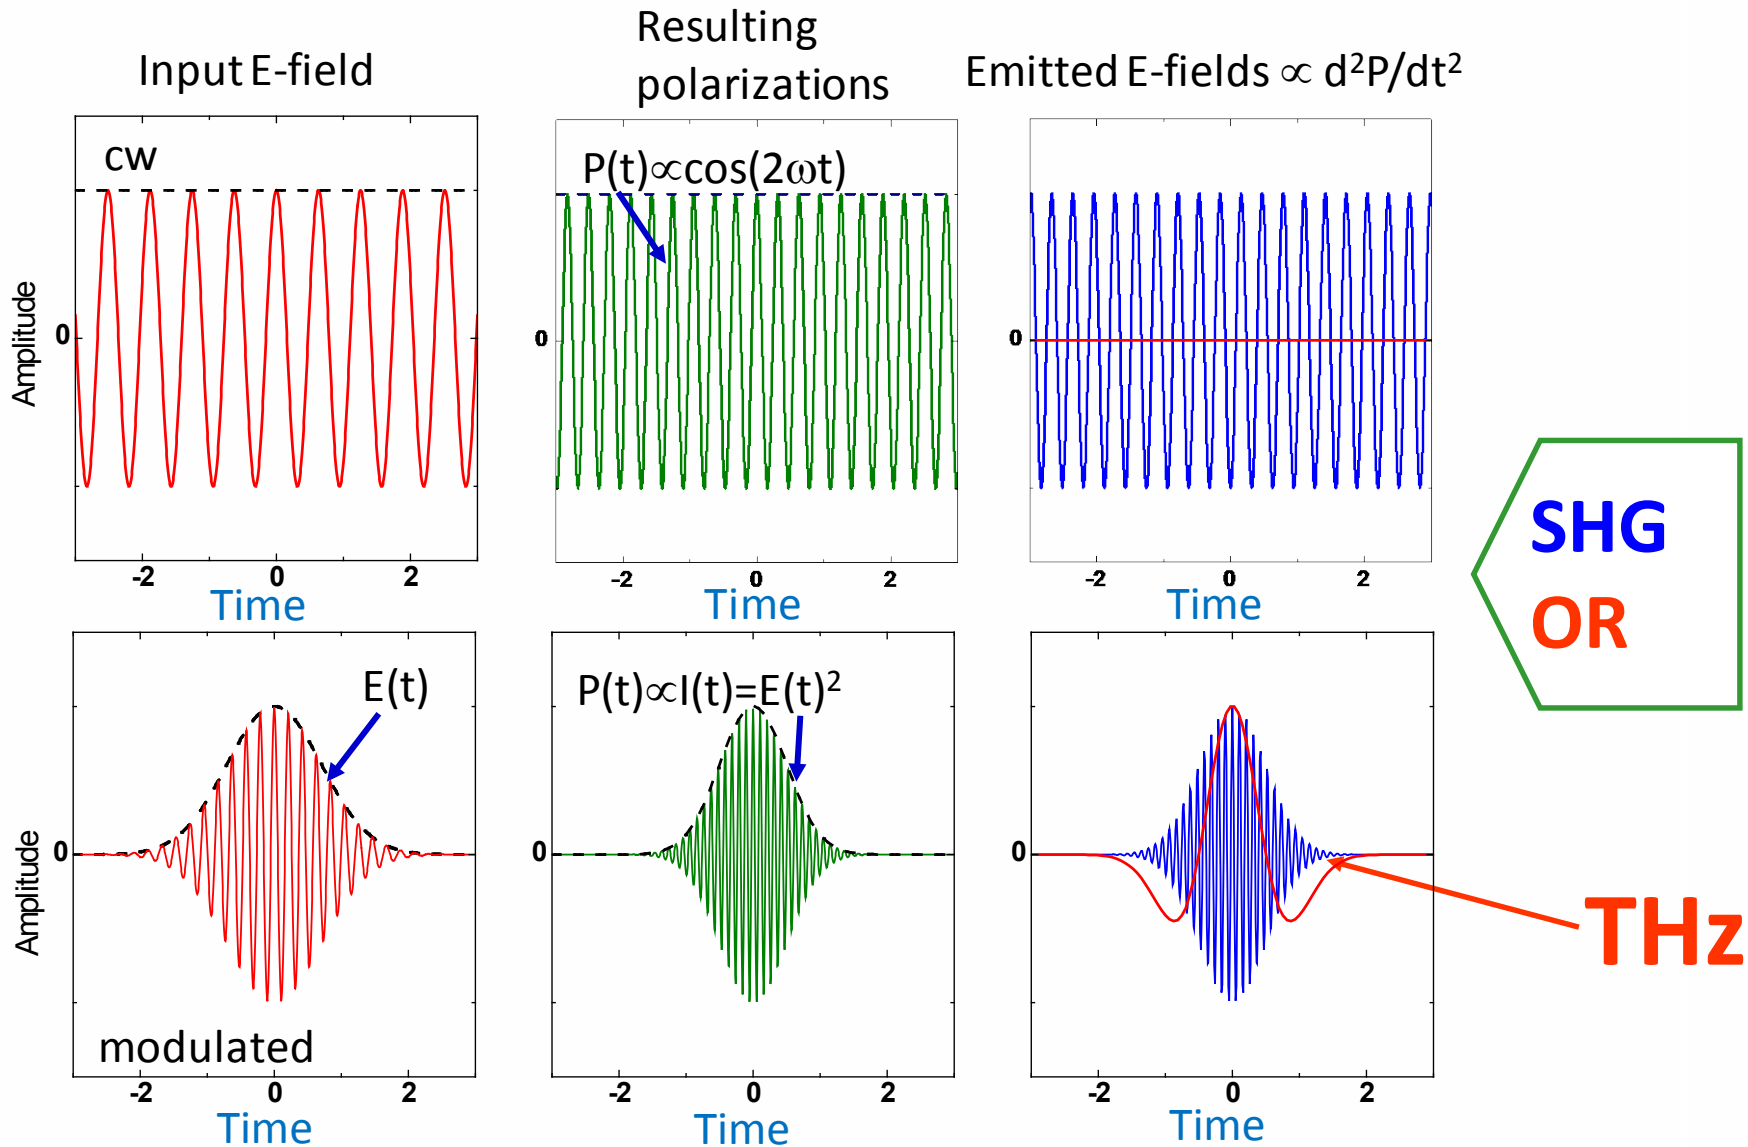 Input E-field
Resulting
polarizations
Emitted E-fields ∝ d²P/dt²
cw
P(t)∝cos(2ωt)
Amplitude
0
0
0
-2 0 2
-2 0 2
-2 0 2
Time
Time
Time
SHG
OR
E(t)
P(t)∝I(t)=E(t)²
Amplitude
0
0
0
THz
modulated
-2 0 2
-2 0 2
-2 0 2
Time
Time
Time